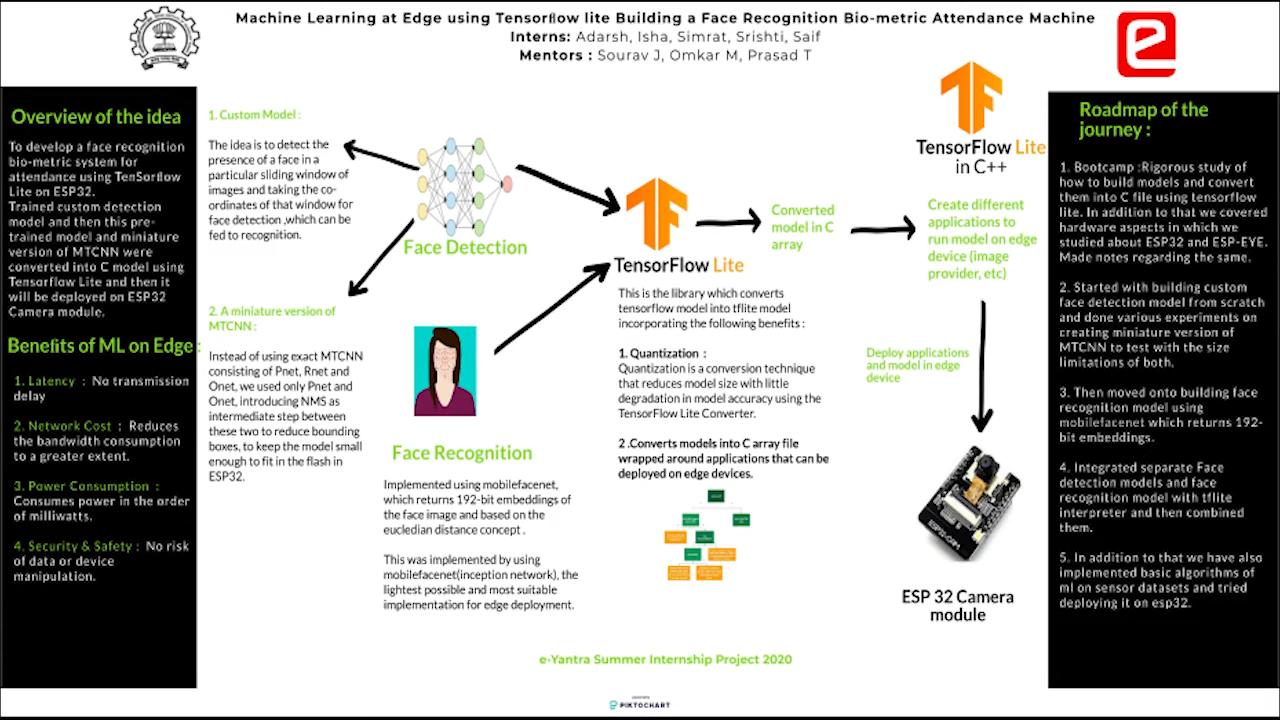 Machine Learning at Edge using Tensorflow lite Building a Face Recognition Bio-metric Attendance Machine
Interns: Adarsh, Isha, Simrat, Srishti, Saif
Mentors : Sourav J, Omkar M, Prasad T
Overview of the idea
To develop a face recognition
bio-metric system for
attendance using TenSorflow
Lite on ESP32.
Trained custom detection
model and then this pre-
trained model and miniature
version of MTCNN were
converted into C model using
Tensorflow Lite and then it
will be deployed on ESP32
Camera module.
Benefits of ML on Edge :
1. Latency : No transmission
delay
2. Network Cost : Reduces
the bandwidth consumption
to a greater extent.
3. Power Consumption :
Consumes power in the order
of milliwatts.
4. Security & Safety : No risk
of data or device
manipulation.
1. Custom Model :
The idea is to detect the
presence of a face in a
particular sliding window of
images and taking the co-
ordinates of that window for
face detection ,which can be
fed to recognition.
2. A miniature version of
MTCNN :
Instead of using exact MTCNN
consisting of Pnet, Rnet and
Onet, we used only Pnet and
Onet, introducing NMS as
intermediate step between
these two to reduce bounding
boxes, to keep the model small
enough to fit in the flash in
ESP32.
Face Detection
Face Recognition
Implemented using mobilefacenet,
which returns 192-bit embeddings of
the face image and based on the
eucledian distance concept .
This was implemented by using
mobilefacenet(inception network), the
lightest possible and most suitable
implementation for edge deployment.
TensorFlow Lite
This is the library which converts
tensorflow model into tflite model
incorporating the following benefits :
1. Quantization :
Quantization is a conversion technique
that reduces model size with little
degradation in model accuracy using the
TensorFlow Lite Converter.
2 .Converts models into C array file
wrapped around applications that can be
deployed on edge devices.
Converted
model in C
array
TensorFlow Lite
in C++
Create different
applications to
run model on edge
device (image
provider, etc)
Deploy applications
and model in edge
device
ESP32-CAM
ESP 32 Camera
module
Roadmap of the
journey :
1. Bootcamp :Rigorous study of
how to build models and convert
them into C file using tensorflow
lite. In addition to that we covered
hardware aspects in which we
studied about ESP32 and ESP-EYE.
Made notes regarding the same.
2. Started with building custom
face detection model from scratch
and done various experiments on
creating miniature version of
MTCNN to test with the size
limitations of both.
3. Then moved onto building face
recognition model using
mobilefacenet which returns 192-
bit embeddings.
4. Integrated separate Face
detection models and face
recognition model with tflite
interpreter and then combined
them.
5. In addition to that we have also
implemented basic algorithms of
ml on sensor datasets and tried
deploying it on esp32.
e-Yantra Summer Internship Project 2020
PIKTOCHART